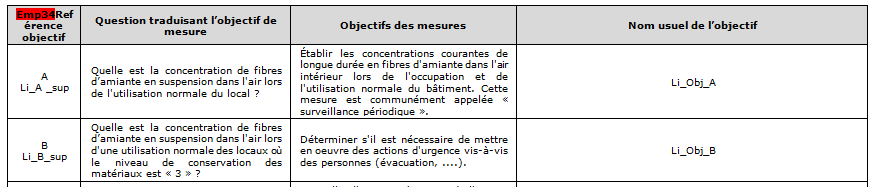 Emp34Réf
érence
objectif
Question traduisant l'objectif de
mesure
Objectifs des mesures
Nom usuel de l'objectif
A
Li_A _sup
Quelle est la concentration de fibres
d'amiante en suspension dans l'air lors
de l'utilisation normale du local ?
Établir les concentrations courantes de
longue durée en fibres d'amiante dans l'air
intérieur lors de l'occupation et de
l'utilisation normale du bâtiment. Cette
mesure est communément appelée «
surveillance périodique ».
Li_Obj_A
B
Li_B_sup
Quelle est la concentration de fibres
d'amiante en suspension dans l'air lors
d'une utilisation normale des locaux où
le niveau de conservation des
matériaux est « 3 » ?
Déterminer s'il est nécessaire de mettre
en oeuvre des actions d'urgence vis-à-vis
des personnes (évacuation, ....).
Li_Obj_B